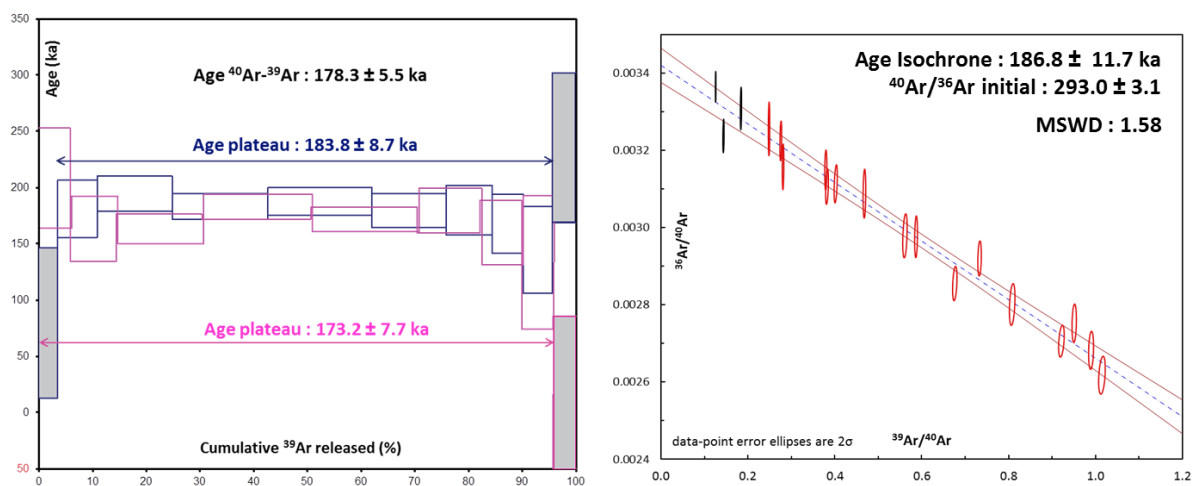 350
300
250
200
150
100
50
0
50
Age (ka)
Age ⁴⁰Ar-³⁹Ar : 178.3 ± 5.5 ka
Age plateau : 183.8 ± 8.7 ka
Age plateau : 173.2 ± 7.7 ka
Cumulative ³⁹Ar released (%)
0 10 20 30 40 50 60 70 80 90 100
0.0034
0.0032
0.0030
0.0028
0.0026
0.0024
³⁶Ar/⁴⁰Ar
Age Isochrone : 186.8 ± 11.7 ka
⁴⁰Ar/³⁶Ar initial : 293.0 ± 3.1
MSWD : 1.58
data-point error ellipses are 2σ
³⁹Ar/⁴⁰Ar
0.0 0.2 0.4 0.6 0.8 1.0 1.2